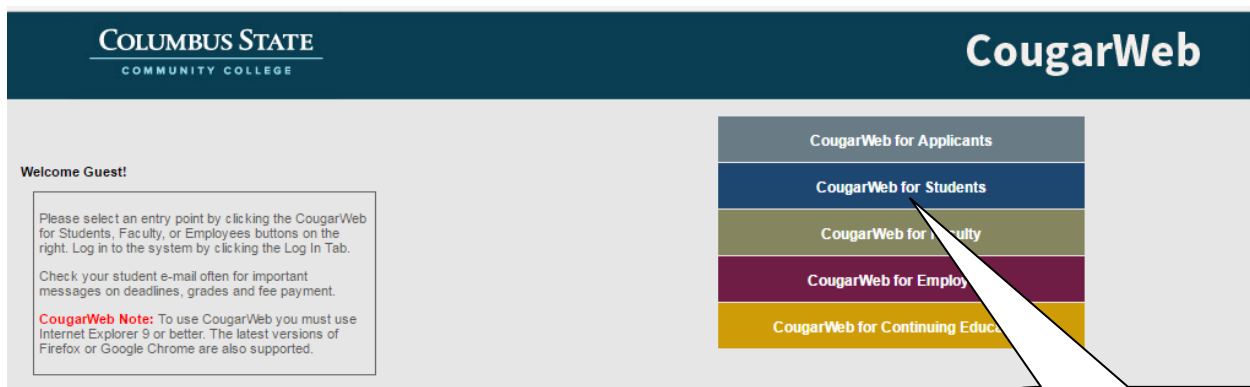 COLUMBUS STATE
COMMUNITY COLLEGE
CougarWeb
Welcome Guest!
Please select an entry point by clicking the CougarWeb
for Students, Faculty, or Employees buttons on the
right. Log in to the system by clicking the Log In Tab.
Check your student e-mail often for important
messages on deadlines, grades and fee payment.
CougarWeb Note: To use CougarWeb you must use
Internet Explorer 9 or better. The latest versions of
Firefox or Google Chrome are also supported.
CougarWeb for Applicants
CougarWeb for Students
CougarWeb for
CougarWeb for
CougarWeb for Continuing